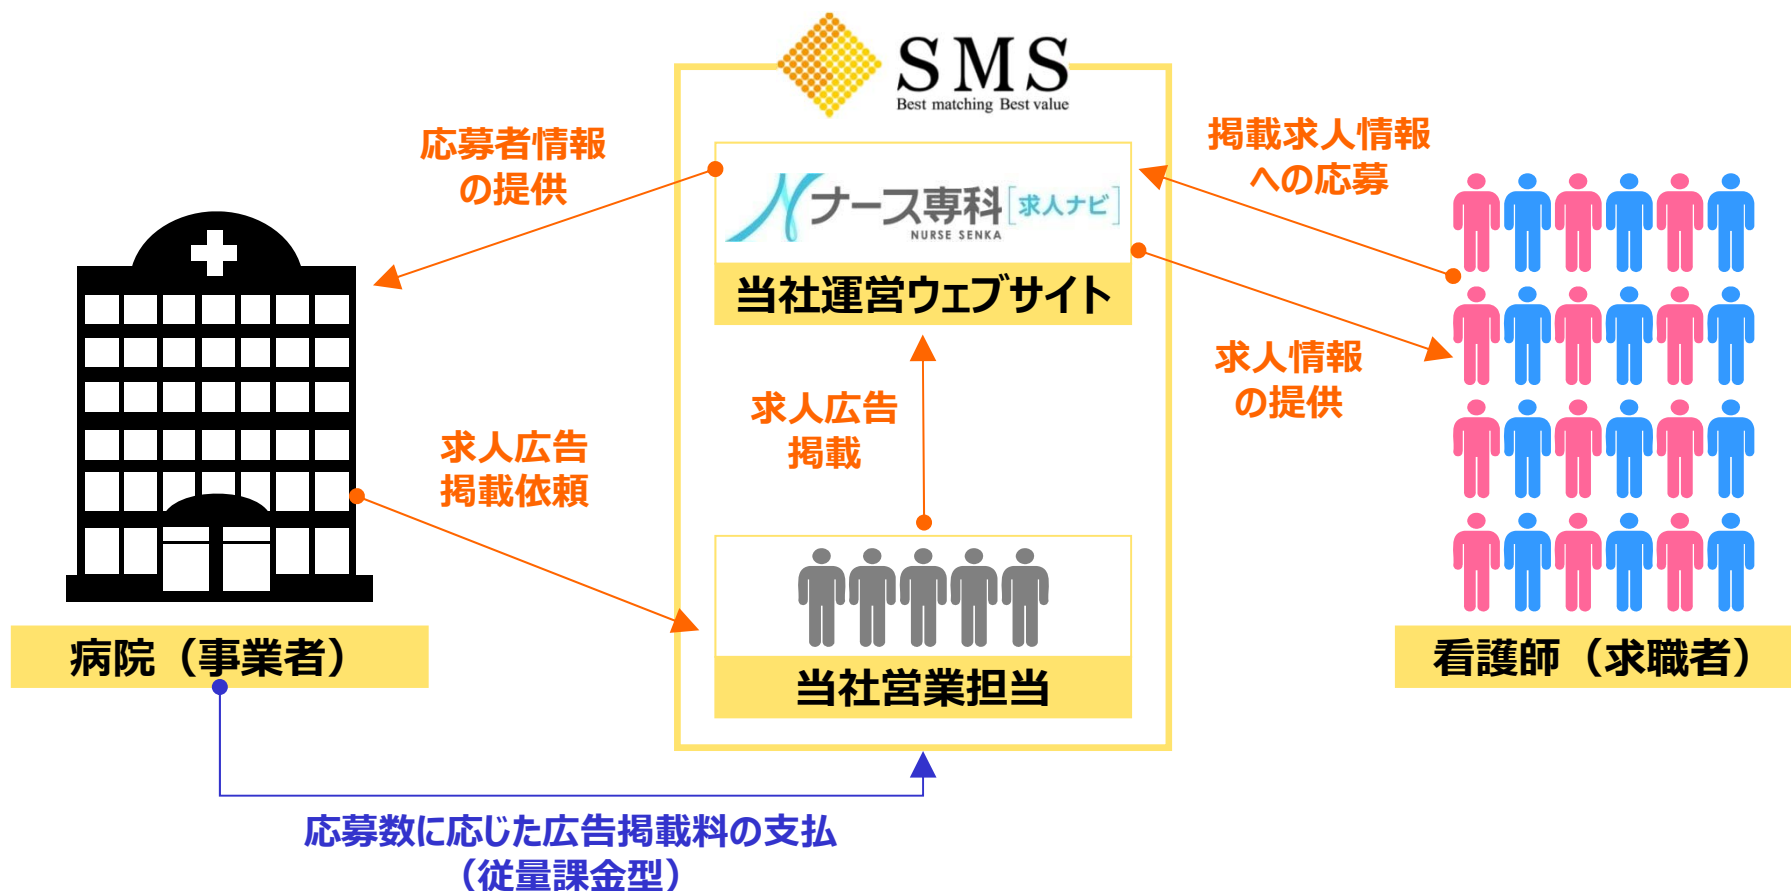 SMS
Best matching Best value
応募者情報
の提供
掲載求人情報
への応募
ナース専科 [求人ナビ]
NURSE SENKA
当社運営ウェブサイト
求人情報
の提供
求人広告
掲載
求人広告
掲載依頼
病院（事業者）
当社営業担当
看護師（求職者）
応募数に応じた広告掲載料の支払
（従量課金型）